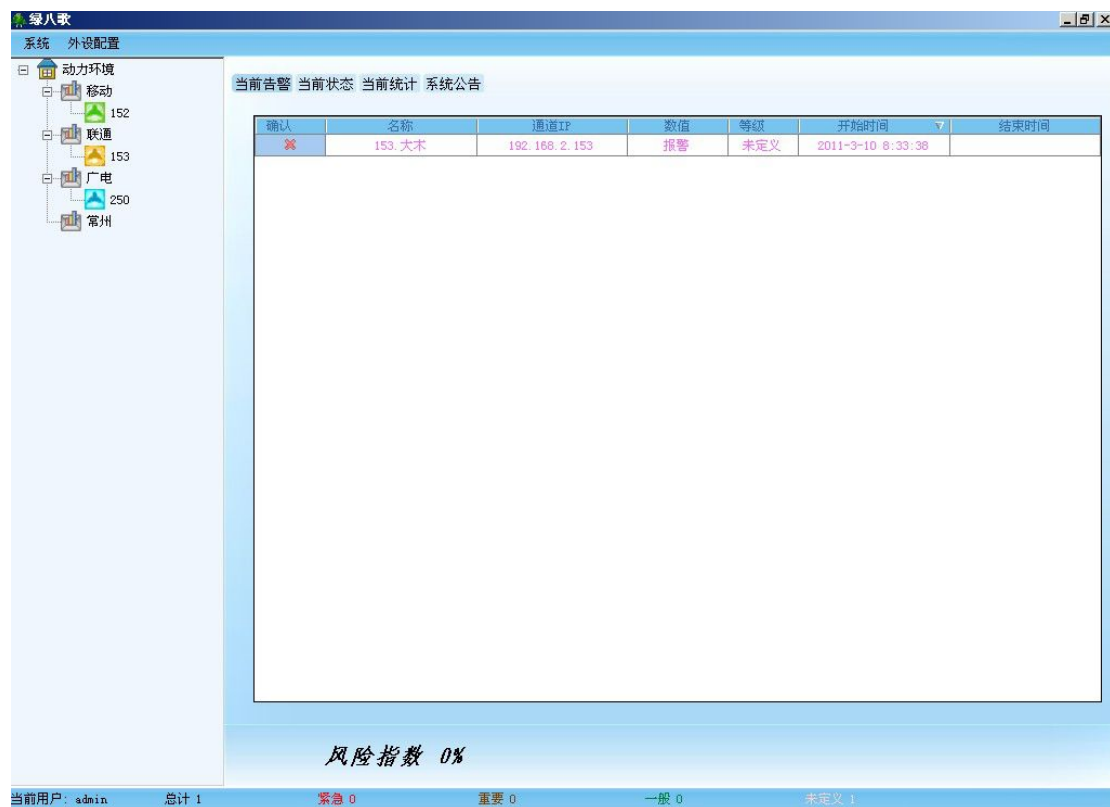 绿八歌
系统 外设配置
动力环境
移动
152
联通
153
广电
250
常州
当前告警 当前状态 当前统计 系统公告
确认 名称 通道IP 数值 等级 开始时间 结束时间
153.大木 192.168.2.153 报警 未定义 2011-3-10 8:33:38
风险指数 0%
当前用户: admin 总计 1 紧急 0 重要 0 一般 0 未定义 1